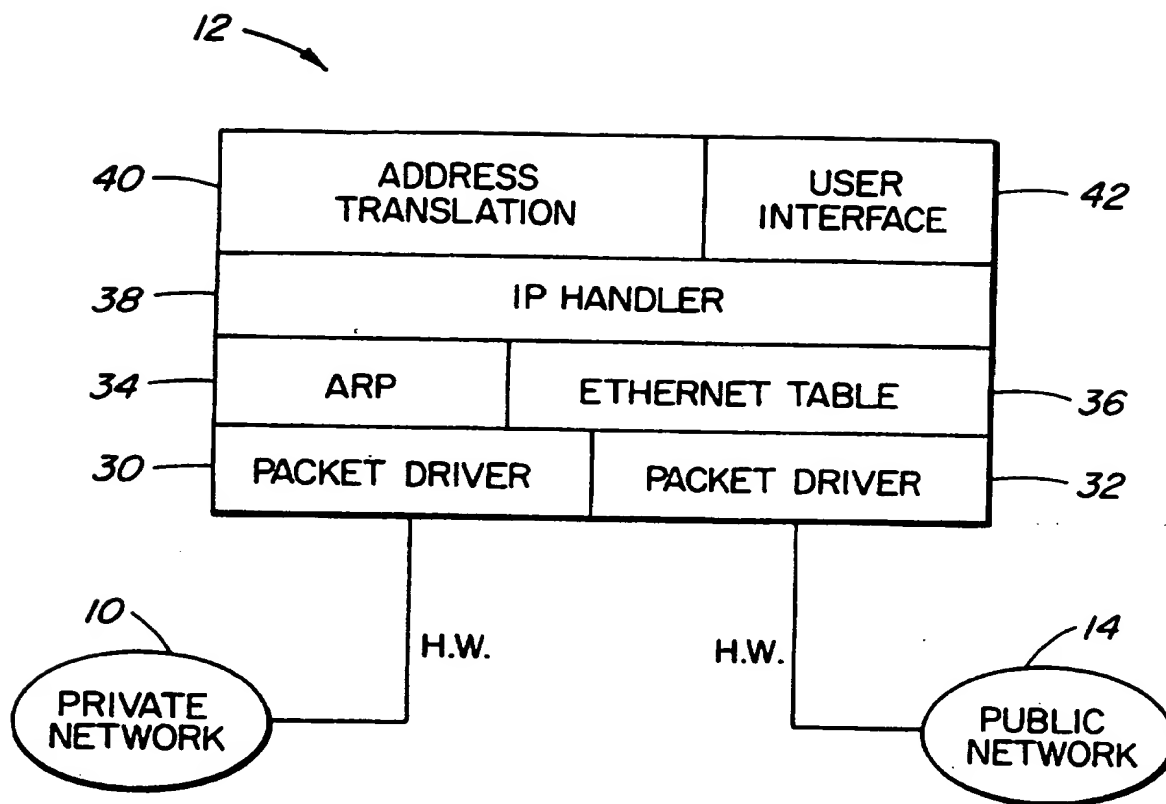 12
40
ADDRESS
TRANSLATION
USER
INTERFACE
42
38
IP HANDLER
34
ARP
ETHERNET TABLE
36
30
PACKET DRIVER
PACKET DRIVER
32
10
H.W.
H.W.
14
PRIVATE
NETWORK
PUBLIC
NETWORK